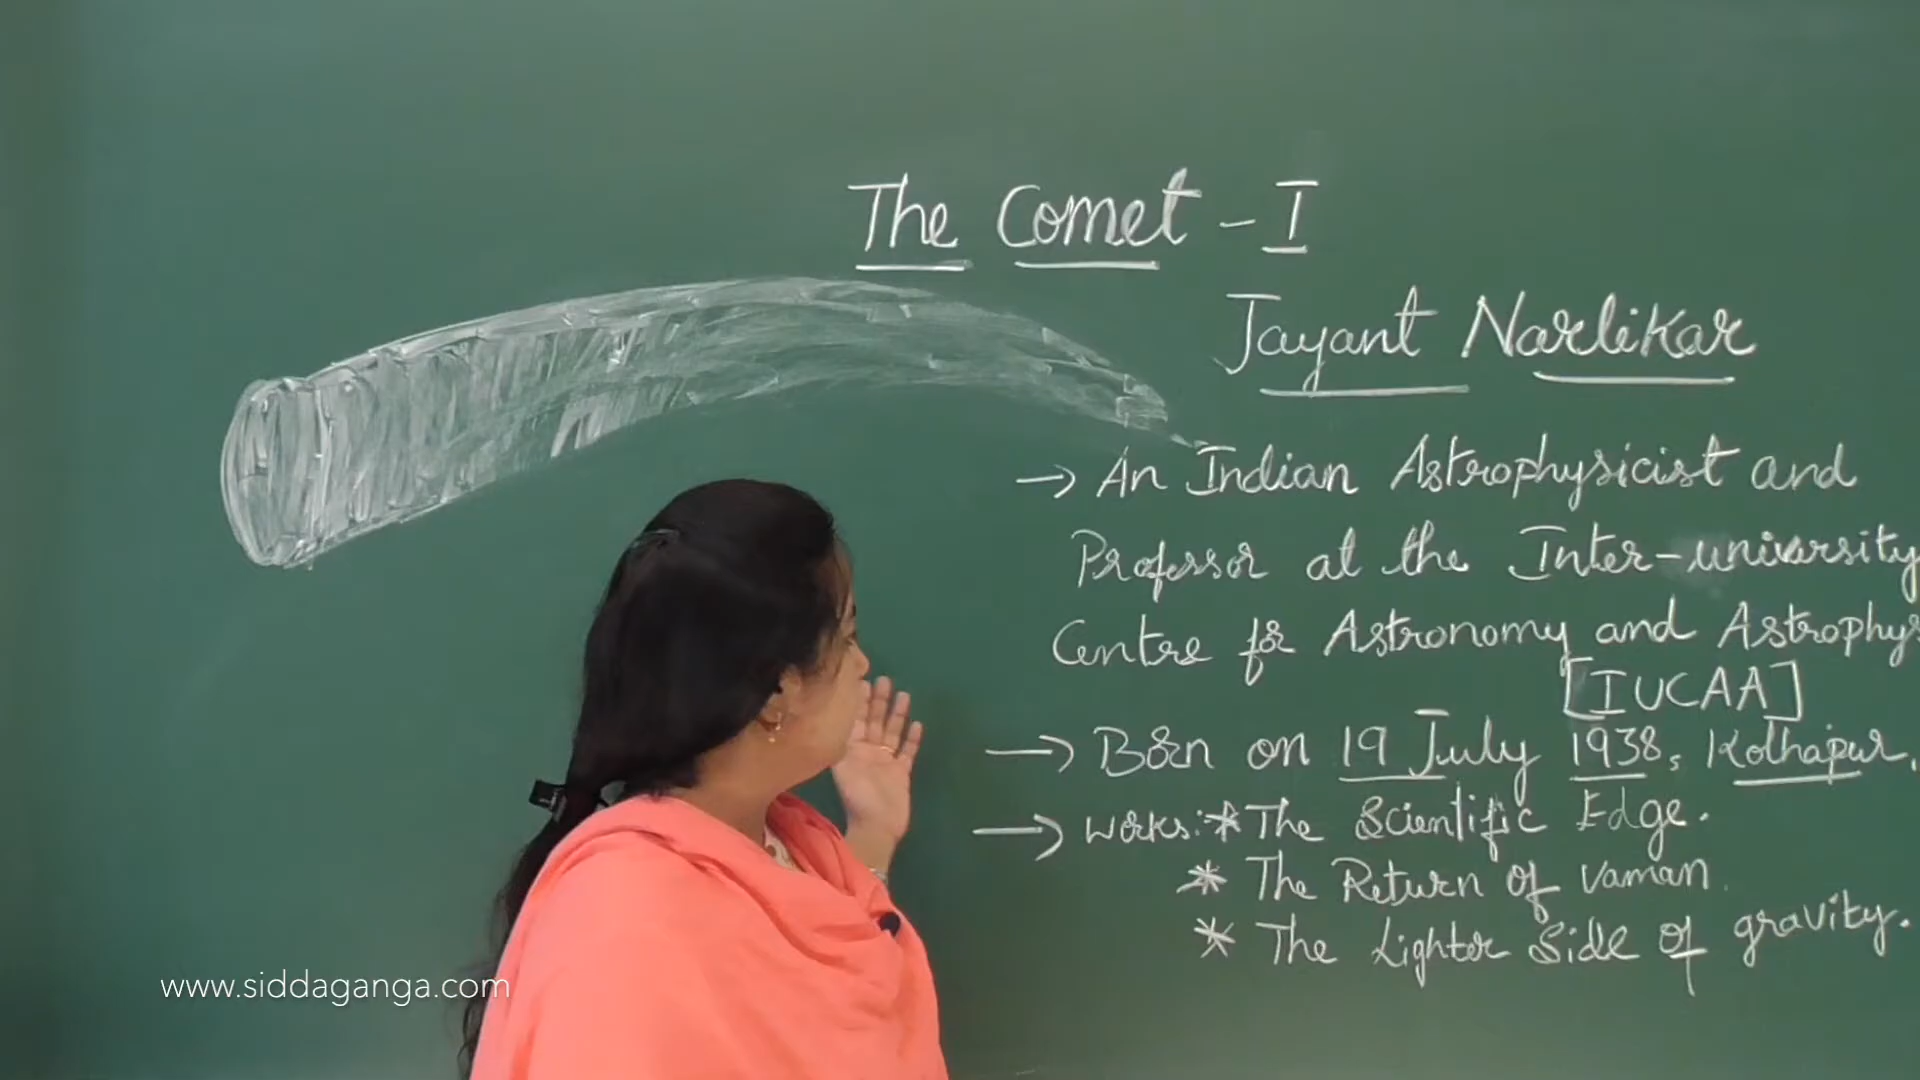 The Comet - I
Jayant Narlikar
→ An Indian Astrophysicist and
Professor at the Inter-university
Centre for Astronomy and Astrophys
[IUCAA]
→ Born on 19 July 1938, Kolhapur.
→ Works: * The Scientific Edge.
* The Return of Vaman.
* The Lighter Side of gravity.
www.siddaganga.com